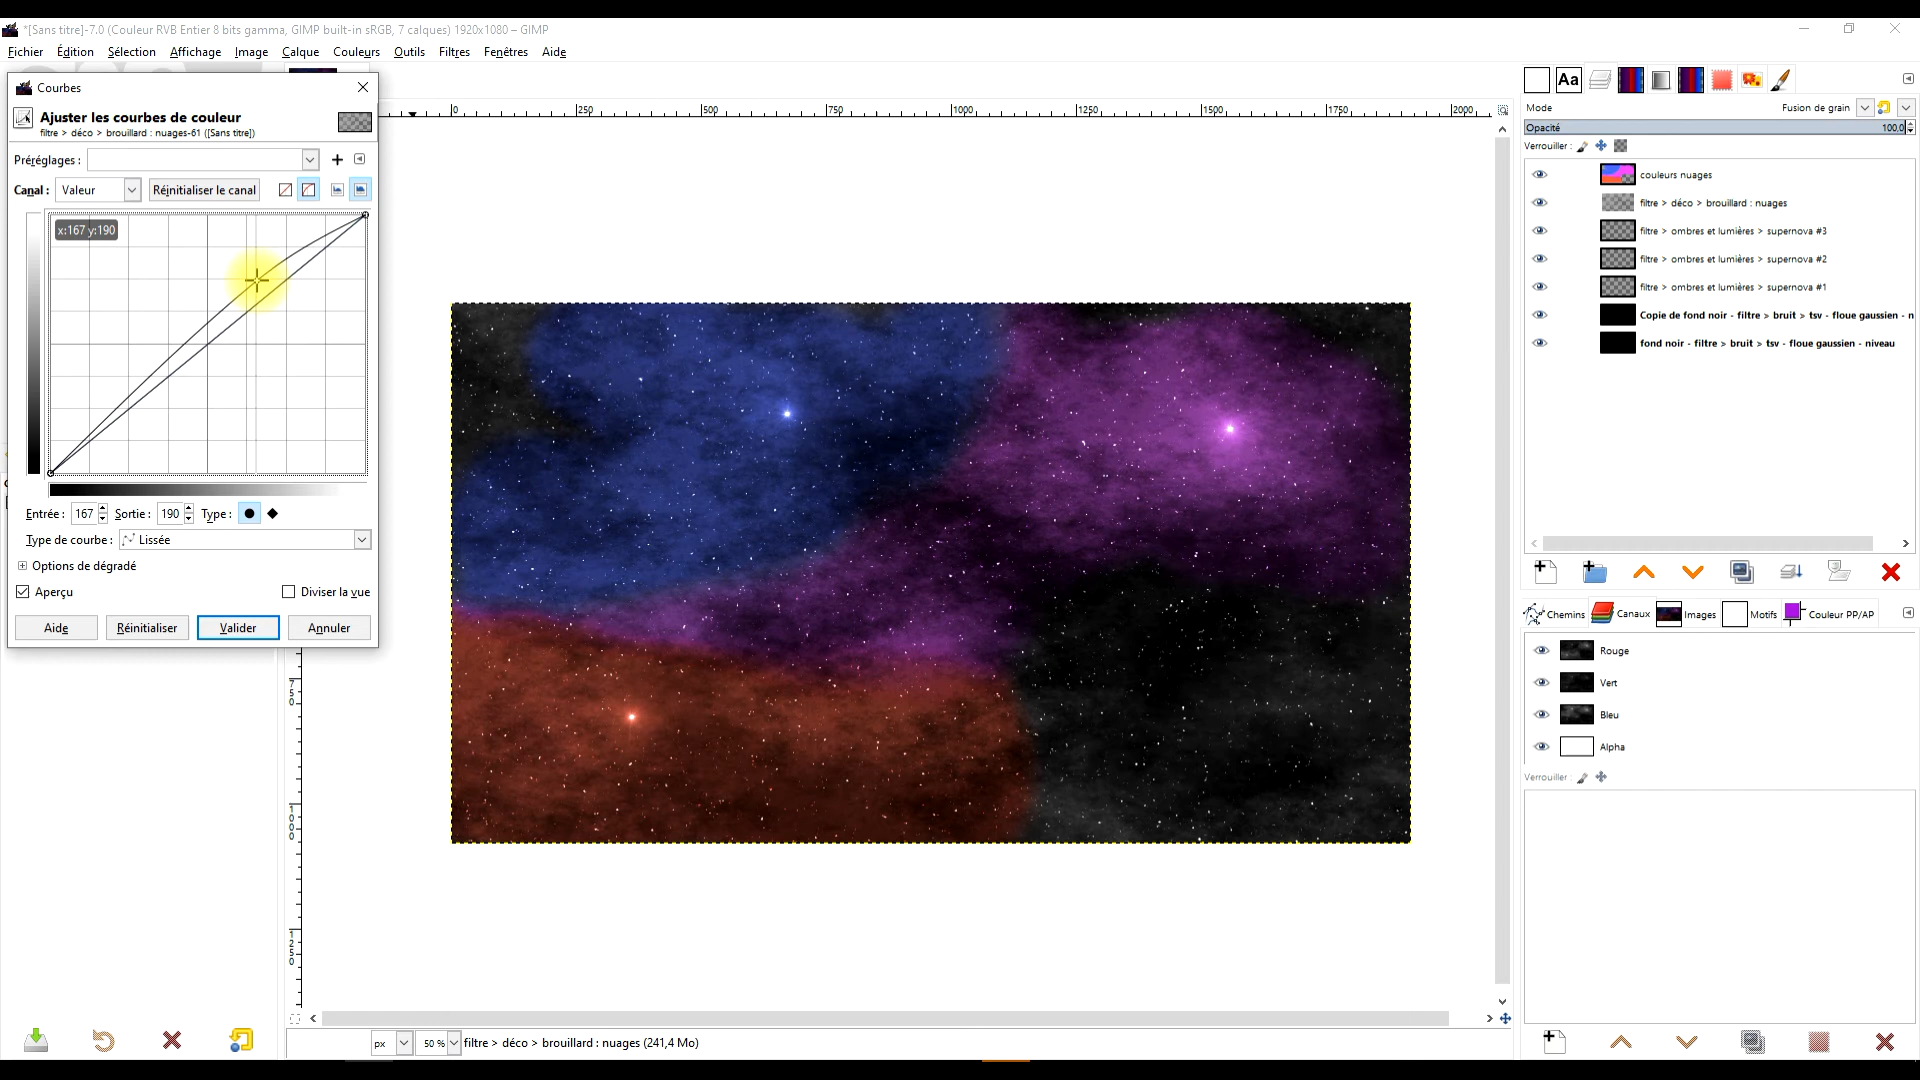 *[Sans titre]-7.0 (Couleur RVB Entier 8 bits gamma, GIMP built-in sRGB, 7 calques) 1920x1080 – GIMP
Fichier Édition Sélection Affichage Image Calque Couleurs Outils Filtres Fenêtres Aide
Courbes
Ajuster les courbes de couleur
filtre > déco > brouillard : nuages-61 ([Sans titre])
Préréglages :
Canal : Valeur Réinitialiser le canal
x:167 y:190
Entrée : 167 Sortie : 190 Type :
Type de courbe : Lissée
Options de dégradé
Aperçu Diviser la vue
Aide Réinitialiser Valider Annuler
0 250 500 750 1000 1250 1500 1750 2000
750
1000
1250
px 50 % filtre > déco > brouillard : nuages (241,4 Mo)
Aa
Mode Fusion de grain
Opacité 100,0
Verrouiller :
couleurs nuages
filtre > déco > brouillard : nuages
filtre > ombres et lumières > supernova #3
filtre > ombres et lumières > supernova #2
filtre > ombres et lumières > supernova #1
Copie de fond noir - filtre > bruit > tsv - floue gaussien - n
fond noir - filtre > bruit > tsv - floue gaussien - niveau
Chemins Canaux Images Motifs Couleur PP/AP
Rouge
Vert
Bleu
Alpha
Verrouiller :